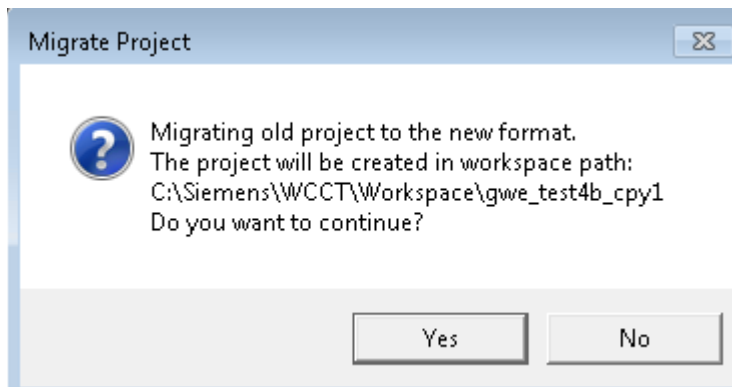 Migrate Project
Migrating old project to the new format.
The project will be created in workspace path:
C:\Siemens\WCCT\Workspace\gwe_test4b_cpy1
Do you want to continue?
Yes No